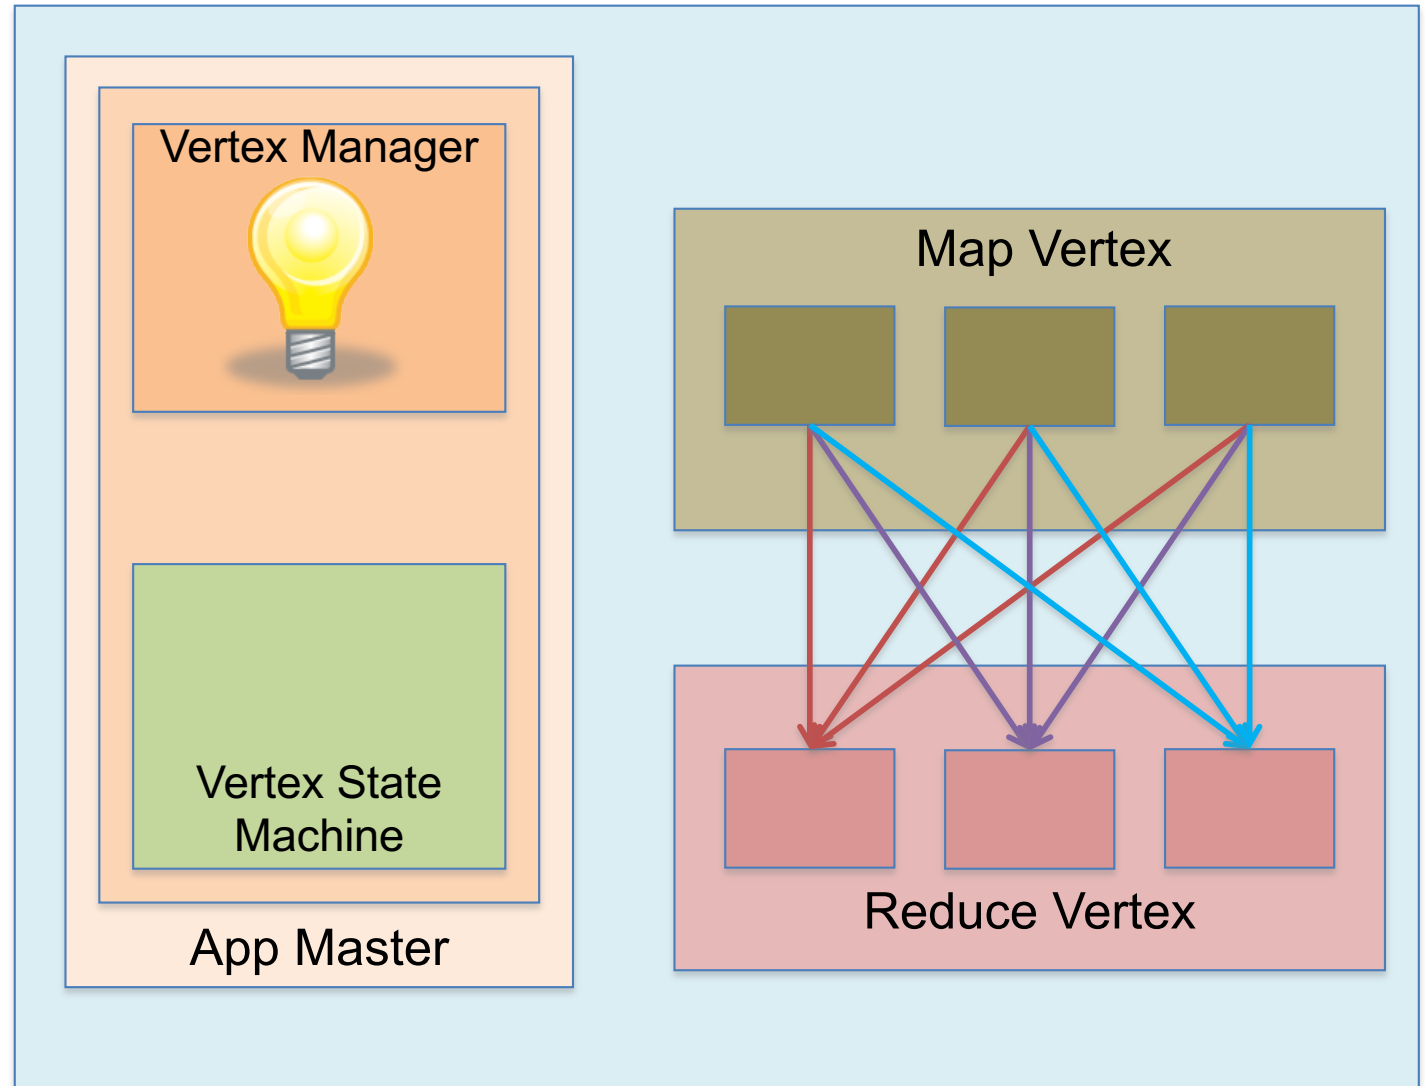 Vertex Manager
Vertex State
Machine
App Master
Map Vertex
Reduce Vertex